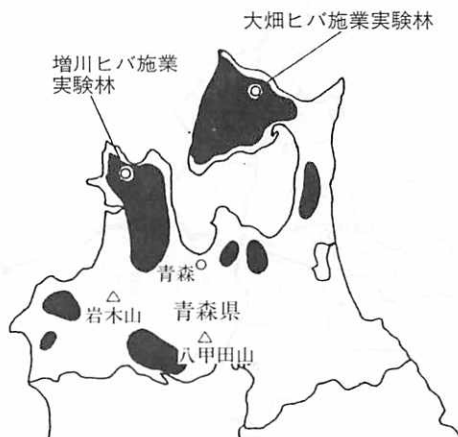 大畑ヒバ施業実験林
増川ヒバ施業
実験林
青森
岩木山
青森県
八甲田山